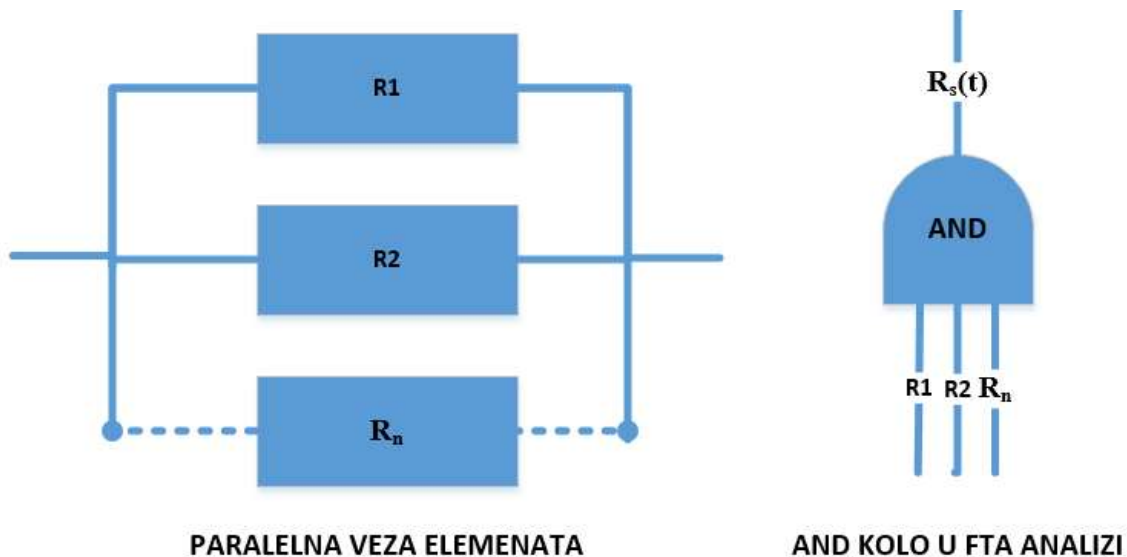 R1
R2
Rn
PARALELNA VEZA ELEMENATA
Rs(t)
AND
R1 R2 Rn
AND KOLO U FTA ANALIZI